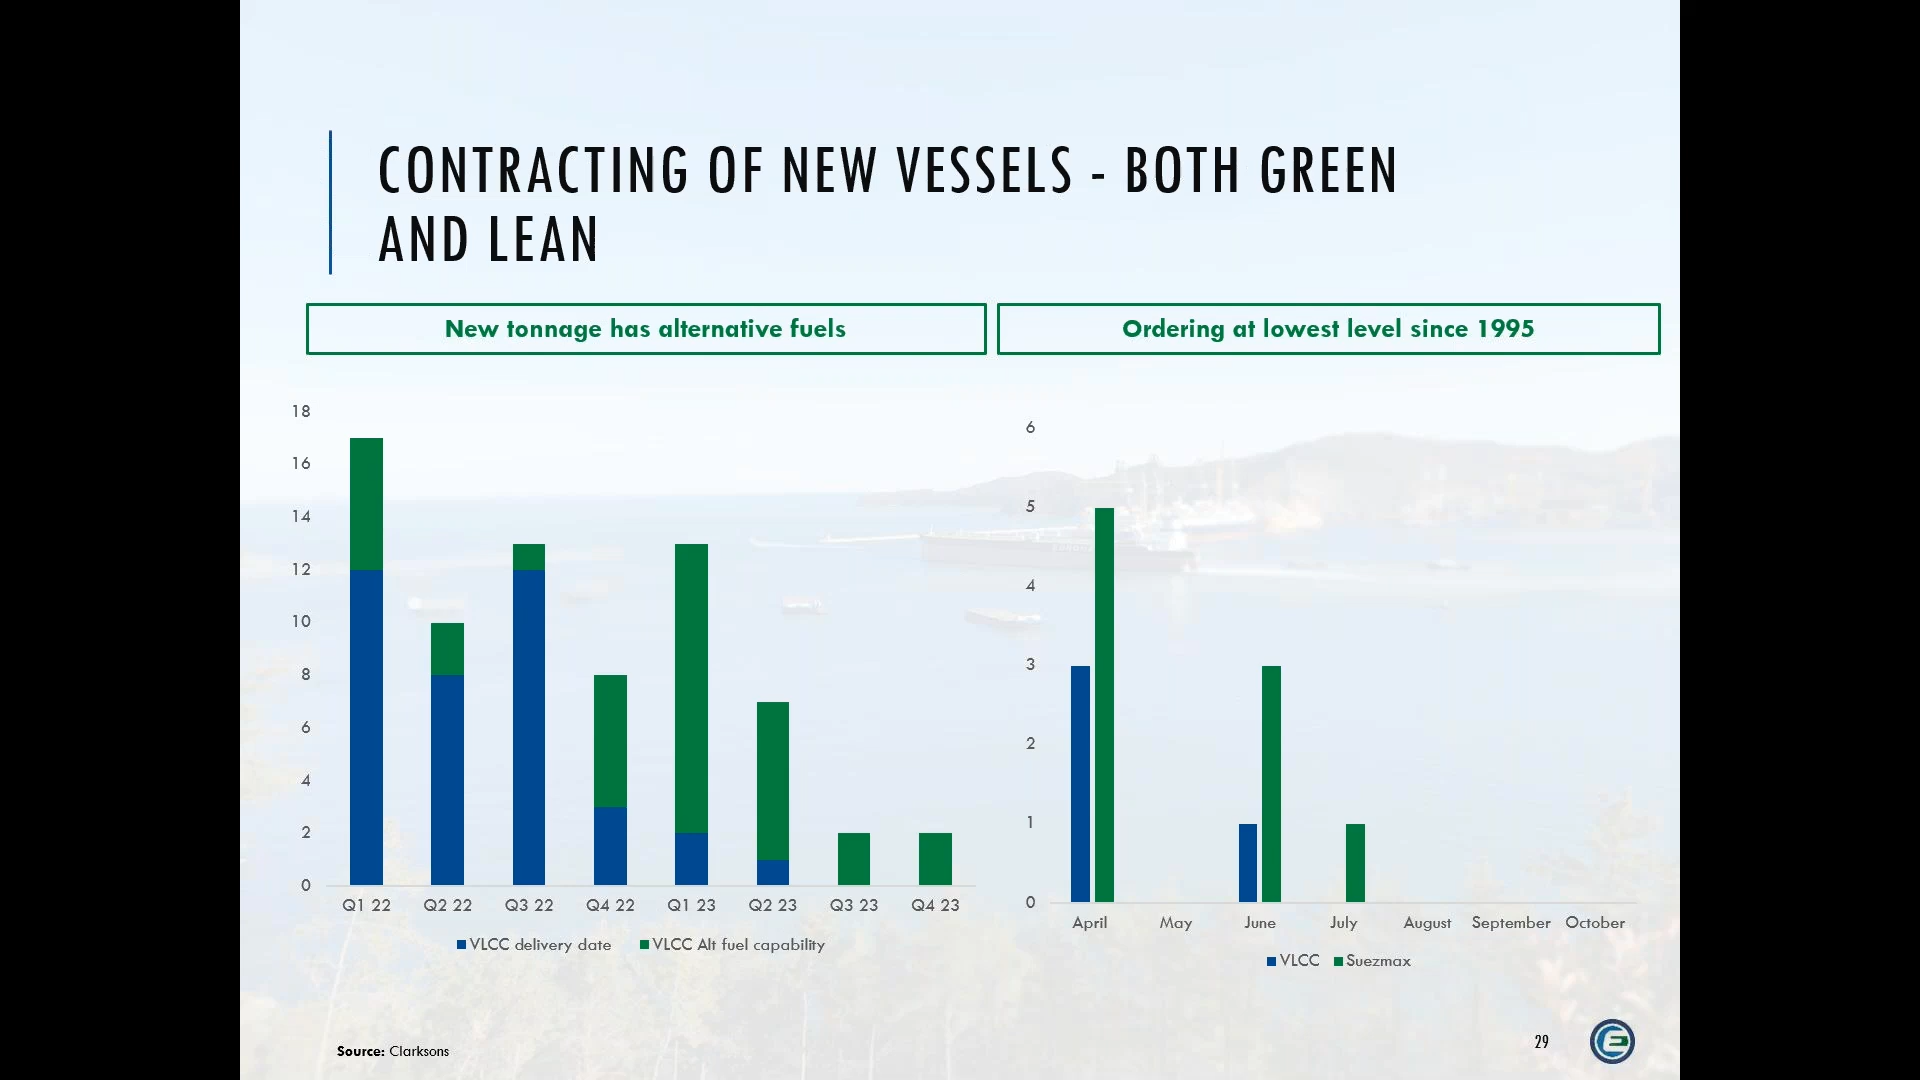 CONTRACTING OF NEW VESSELS - BOTH GREEN
AND LEAN
New tonnage has alternative fuels
18
16
14
12
10
8
6
4
2
0
Q1 22 Q2 22 Q3 22 Q4 22 Q1 23 Q2 23 Q3 23 Q4 23
VLCC delivery date VLCC Alt fuel capability
Ordering at lowest level since 1995
6
5
4
3
2
1
0
April May June July August September October
VLCC Suezmax
Source: Clarksons
29